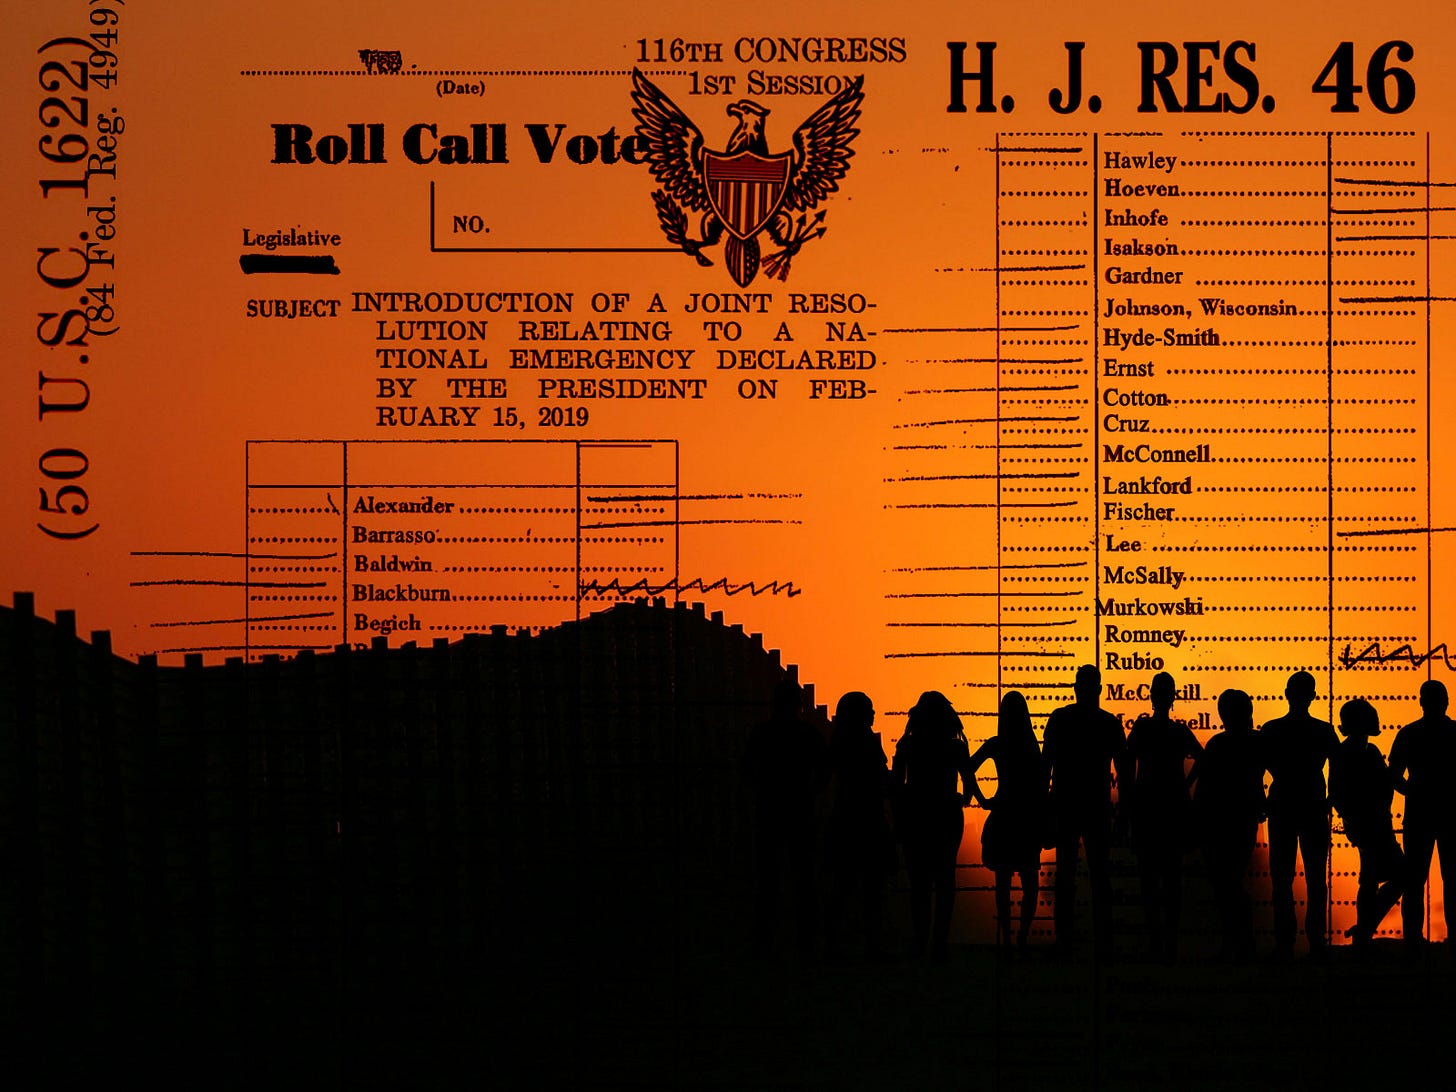 (50 U.S.C. 1622)
(84 Fed. Reg. 4949)
(Date)
Roll Call Vote
NO.
Legislative
SUBJECT INTRODUCTION OF A JOINT RESO-
LUTION RELATING TO A NA-
TIONAL EMERGENCY DECLARED
BY THE PRESIDENT ON FEB-
RUARY 15, 2019
Alexander
Barrasso
Baldwin
Blackburn
Begich
116TH CONGRESS
1ST SESSION
H. J. RES. 46
Hawley
Hoeven
Inhofe
Isakson
Gardner
Johnson, Wisconsin
Hyde-Smith
Ernst
Cotton
Cruz
McConnell
Lankford
Fischer
Lee
McSally
Murkowski
Romney
Rubio